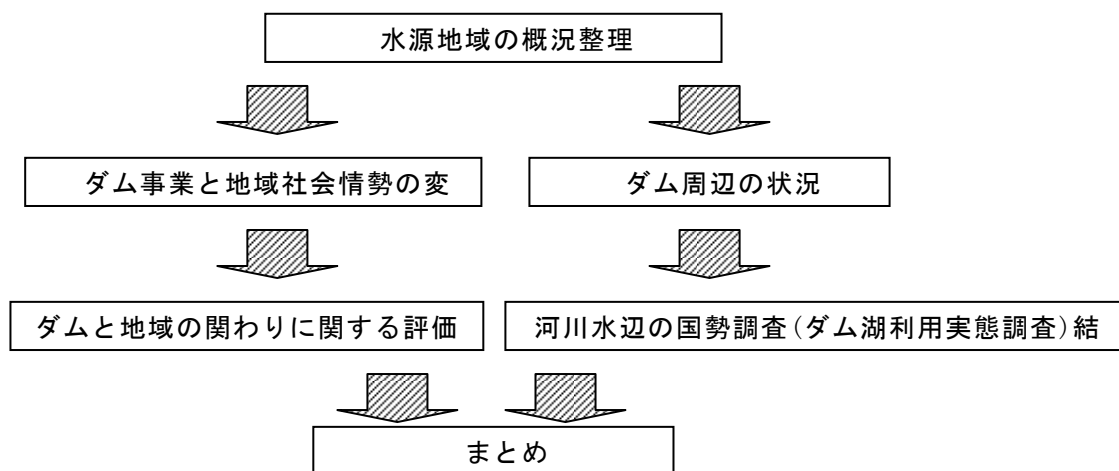 水源地域の概況整理
ダム事業と地域社会情勢の変
ダム周辺の状況
ダムと地域の関わりに関する評価
河川水辺の国勢調査(ダム湖利用実態調査)結
まとめ